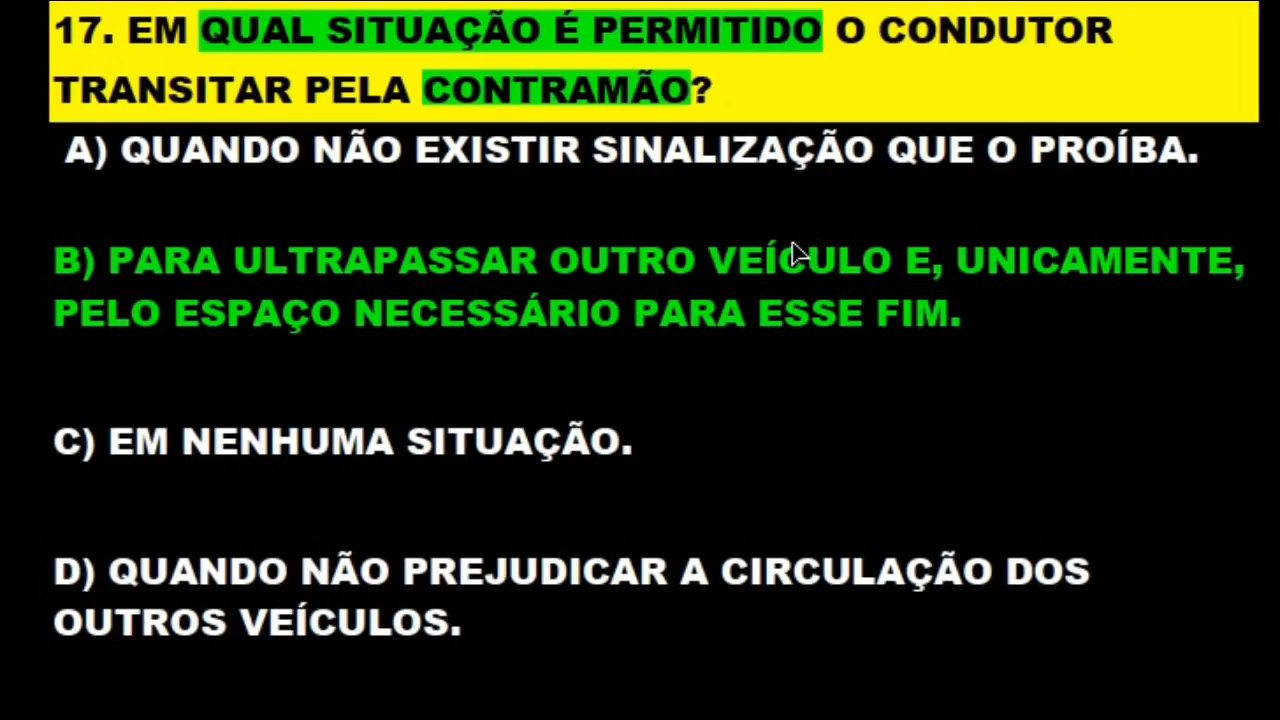 17. EM QUAL SITUAÇÃO É PERMITIDO O CONDUTOR
TRANSITAR PELA CONTRAMÃO?
A) QUANDO NÃO EXISTIR SINALIZAÇÃO QUE O PROÍBA.
B) PARA ULTRAPASSAR OUTRO VEÍCULO E, UNICAMENTE,
PELO ESPAÇO NECESSÁRIO PARA ESSE FIM.
C) EM NENHUMA SITUAÇÃO.
D) QUANDO NÃO PREJUDICAR A CIRCULAÇÃO DOS
OUTROS VEÍCULOS.